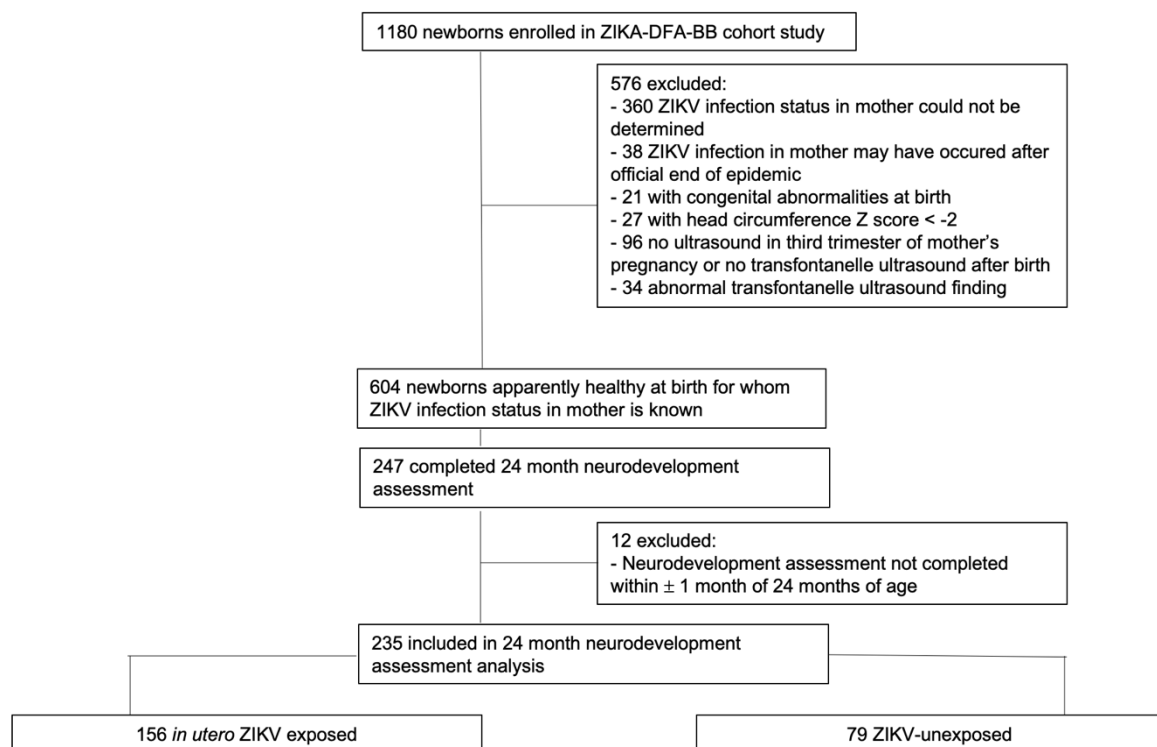 1180 newborns enrolled in ZIKA-DFA-BB cohort study
576 excluded:
- 360 ZIKV infection status in mother could not be
determined
- 38 ZIKV infection in mother may have occured after
official end of epidemic
- 21 with congenital abnormalities at birth
- 27 with head circumference Z score < -2
- 96 no ultrasound in third trimester of mother’s
pregnancy or no transfontanelle ultrasound after birth
- 34 abnormal transfontanelle ultrasound finding
604 newborns apparently healthy at birth for whom
ZIKV infection status in mother is known
247 completed 24 month neurodevelopment
assessment
12 excluded:
- Neurodevelopment assessment not completed
within ± 1 month of 24 months of age
235 included in 24 month neurodevelopment
assessment analysis
156 in utero ZIKV exposed
79 ZIKV-unexposed